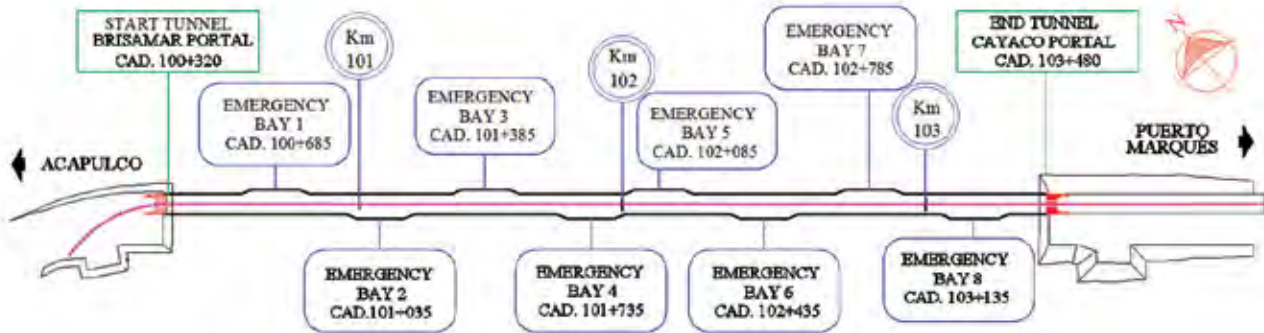 START TUNNEL
BRISAMAR PORTAL
CAD. 100+320
Km
101
Km
102
EMERGENCY
BAY 7
CAD. 102+785
END TUNNEL
CAYACO PORTAL
CAD. 103+480
N
EMERGENCY
BAY 1
CAD. 100+685
EMERGENCY
BAY 3
CAD. 101+385
EMERGENCY
BAY 5
CAD. 102+085
Km
103
ACAPULCO
PUERTO
MARQUÉS
EMERGENCY
BAY 2
CAD.101+035
EMERGENCY
BAY 4
CAD. 101+735
EMERGENCY
BAY 6
CAD. 102+435
EMERGENCY
BAY 8
CAD. 103+135